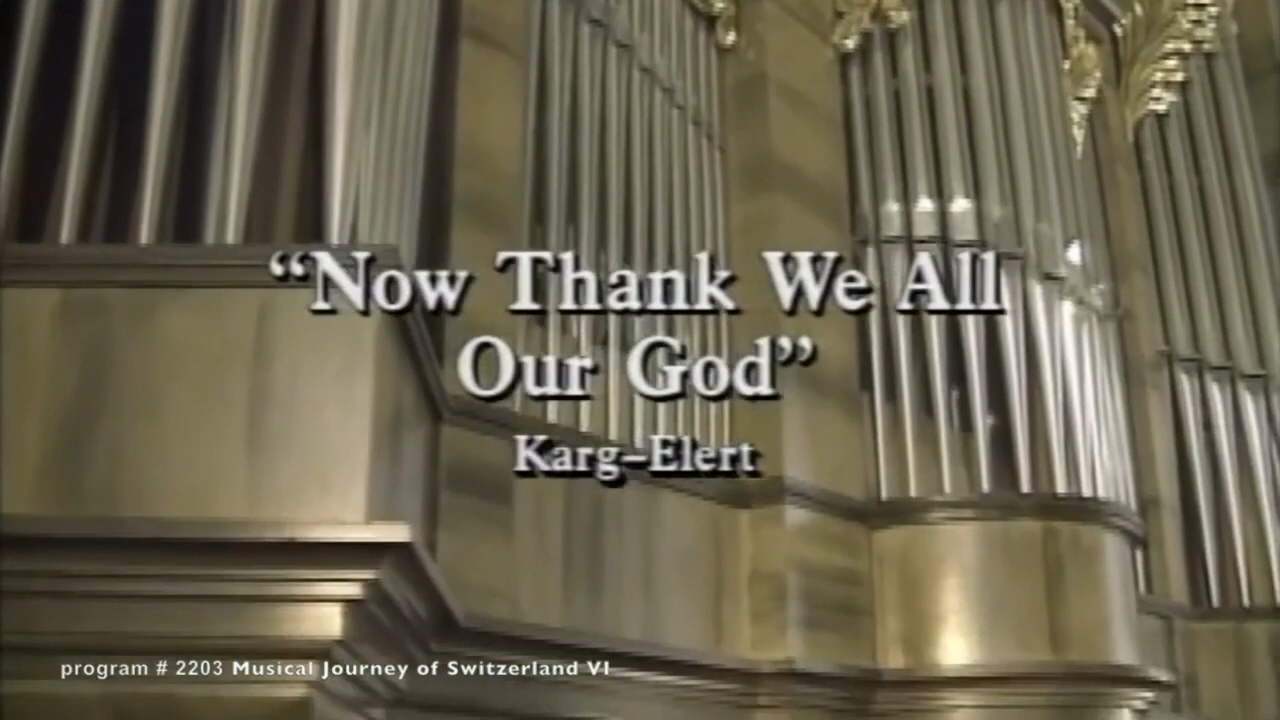 “Now Thank We All
Our God”
Karg–Elert
program # 2203 Musical Journey of Switzerland VI